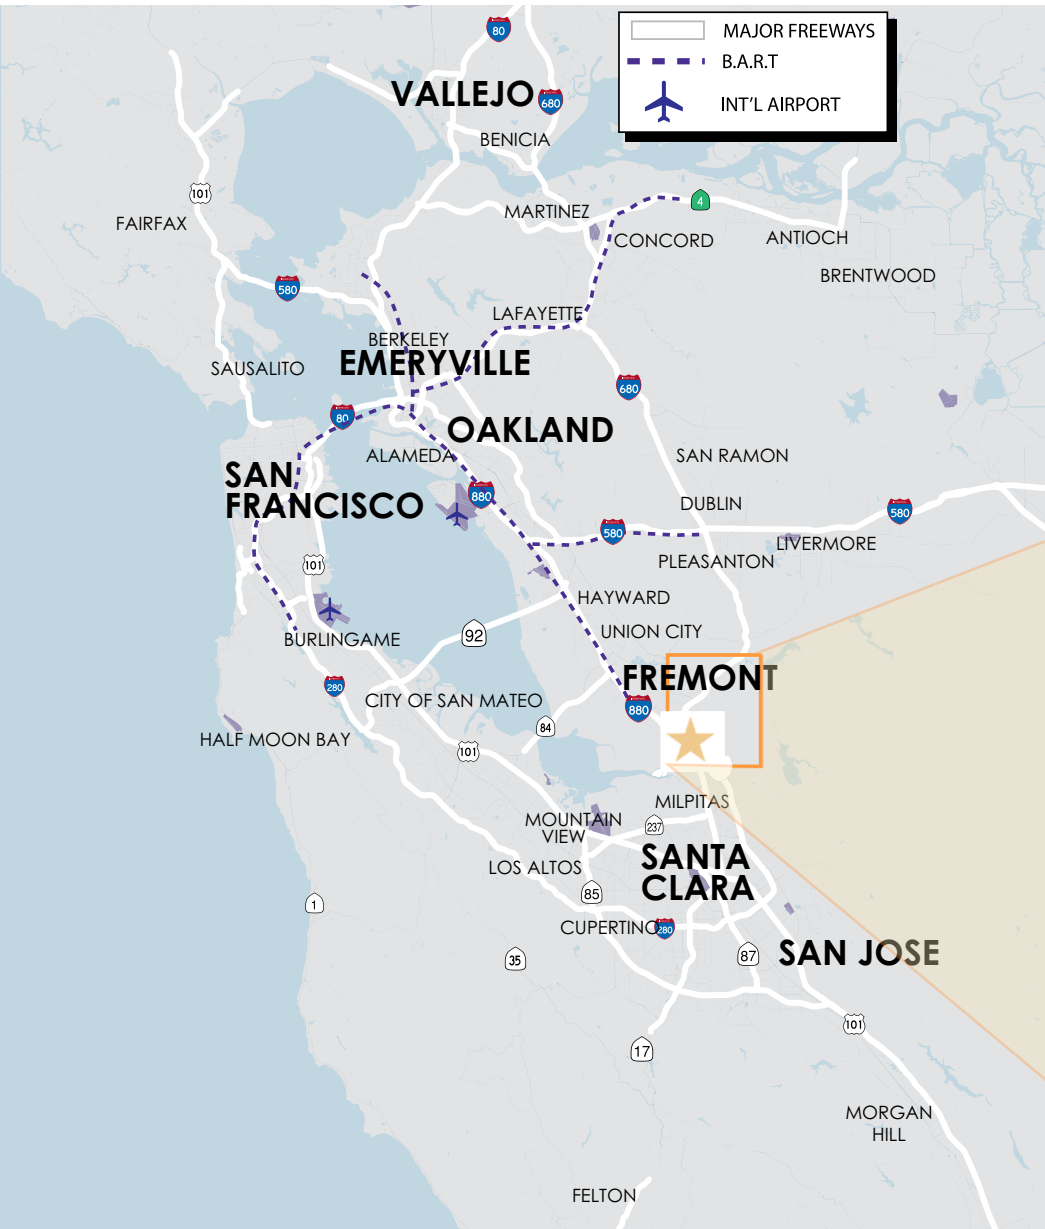 MAJOR FREEWAYS
B.A.R.T
INT'L AIRPORT
80
VALLEJO
680
BENICIA
101
4
MARTINEZ
FAIRFAX
CONCORD
ANTIOCH
BRENTWOOD
580
LAFAYETTE
BERKELEY
EMERYVILLE
SAUSALITO
680
80
OAKLAND
ALAMEDA
SAN RAMON
SAN
FRANCISCO
880
DUBLIN
580
580
LIVERMORE
PLEASANTON
101
HAYWARD
92
UNION CITY
BURLINGAME
FREMONT
280
CITY OF SAN MATEO
880
84
HALF MOON BAY
101
MILPITAS
MOUNTAIN
VIEW
237
SANTA
CLARA
LOS ALTOS
85
1
CUPERTINO
280
35
87
SAN JOSE
101
17
MORGAN
HILL
FELTON